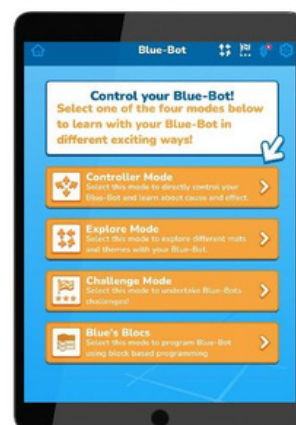 Blue-Bot
Control your Blue-Bot!
Select one of the four modes below
to learn with your Blue-Bot in
different exciting ways!
Controller Mode
Select this mode to directly control your
Blue-Bot and learn about cause and effect.
Explore Mode
Select this mode to explore different mats
and themes with your Blue-Bot.
Challenge Mode
Select this mode to undertake Blue-Bots
challenges!
Blue's Blocs
Select this mode to program Blue-Bot
using block based programming